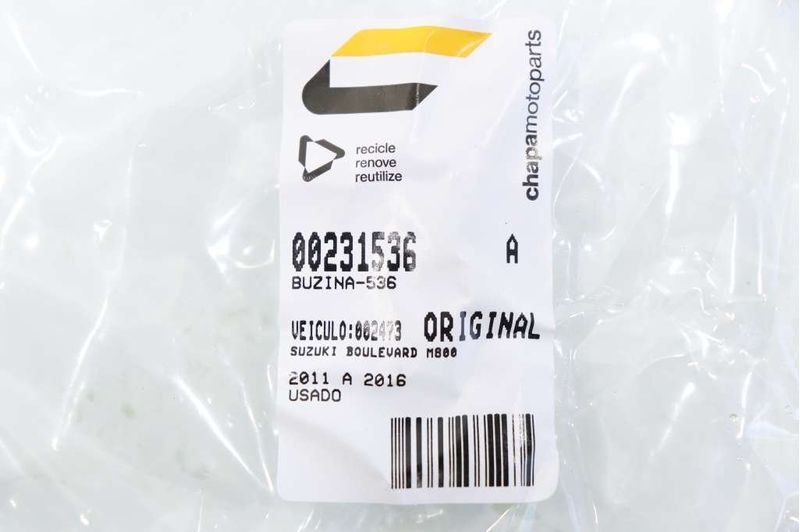 chapamotoparts
recicle
renove
reutilize
00231536 A
BUZINA-536
VEICULO:002473 ORIGINAL
SUZUKI BOULEVARD M800
2011 A 2016
USADO